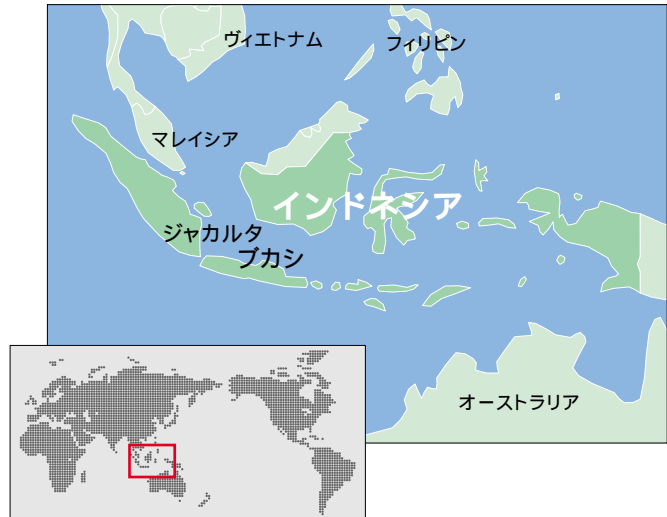 ヴィエトナム
フィリピン
マレイシア
インドネシア
ジャカルタ
ブカシ
オーストラリア